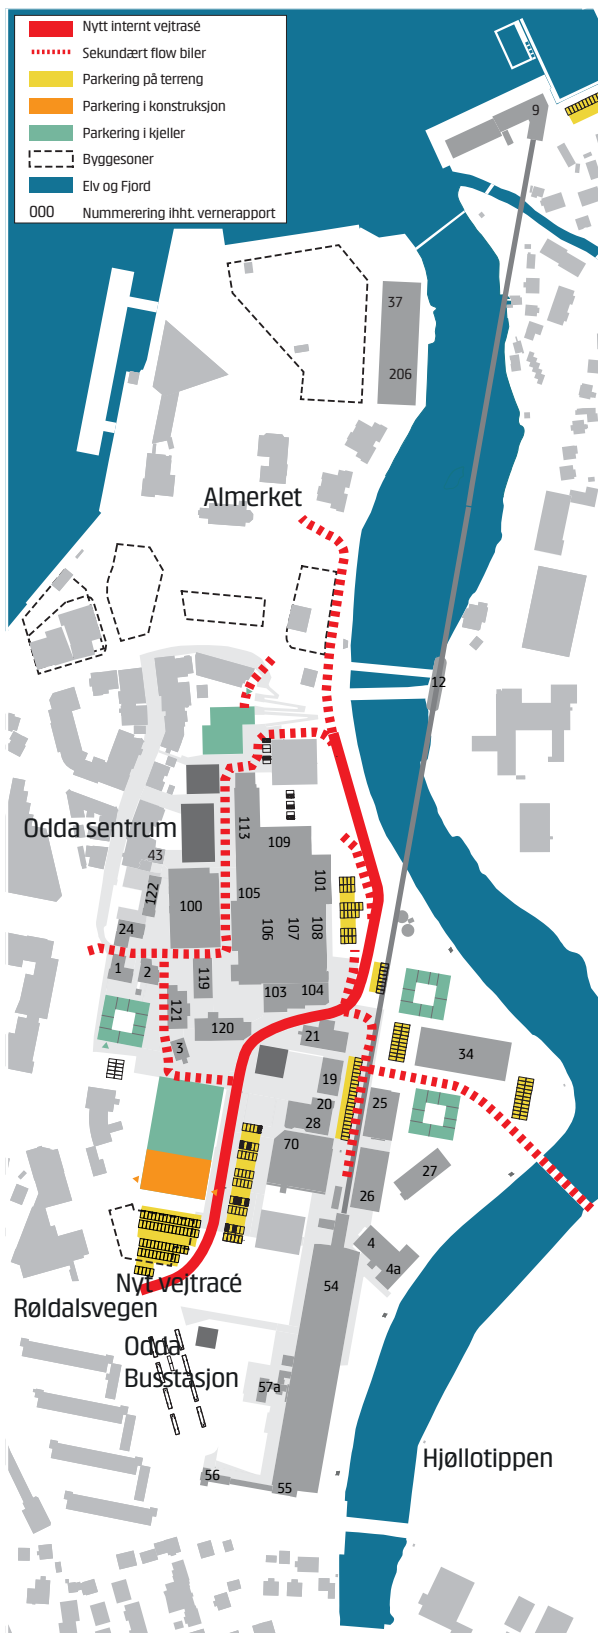 Nytt internt vejtrasé
Sekundært flow biler
Parkering på terreng
Parkering i konstruksjon
Parkering i kjeller
Byggesoner
Elv og Fjord
000 Nummerering ihht. vernerapport
9
37
206
Almerket
12
Odda sentrum
113
109
43
101
122
105
100
106
107
108
24
1
2
119
103
104
121
120
21
3
34
19
20
25
28
70
27
26
4
4a
54
Nyt vejtracé
Røldalsvegen
Odda
Busstasjon
57a
Hjøllotippen
56
55